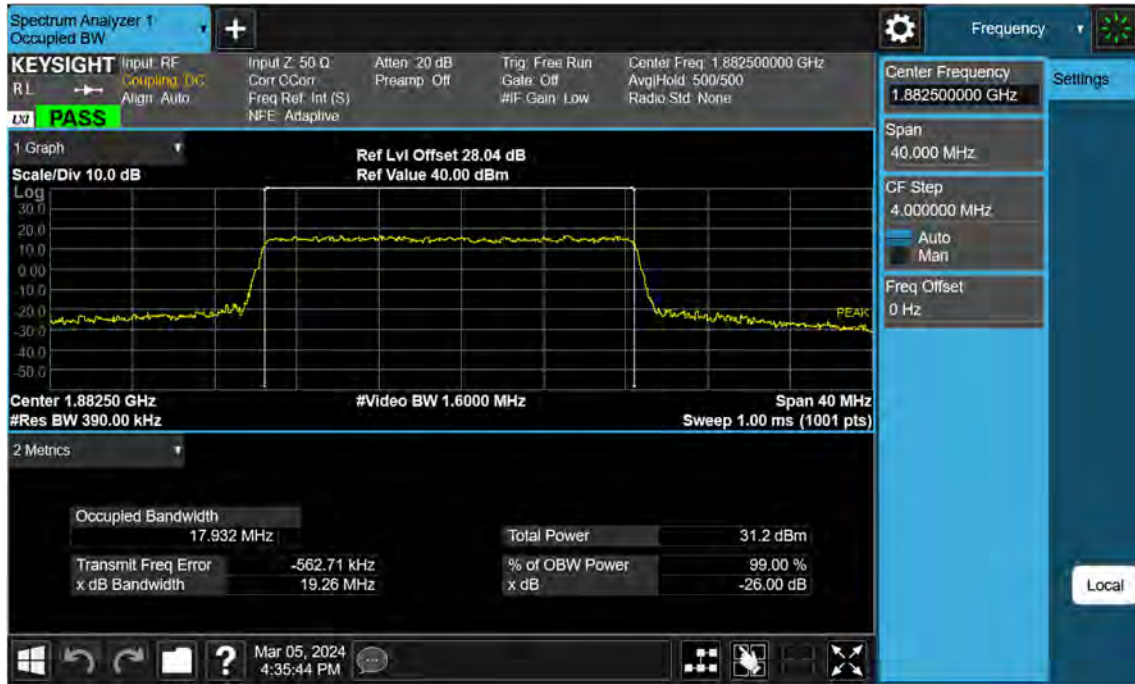 Spectrum Analyzer 1
Occupied BW
+
Frequency
KEYSIGHT
R L
LXI
PASS
Input: RF
Coupling: DC
Align: Auto
Input Z: 50 Ω
Corr CCorr
Freq Ref: Int (S)
NFE: Adaptive
Atten: 20 dB
Preamp: Off
Trig: Free Run
Gate: Off
#IF Gain: Low
Center Freq: 1.882500000 GHz
Avg|Hold: 500/500
Radio Std: None
Center Frequency
1.882500000 GHz
Settings
Span
40.000 MHz
CF Step
4.000000 MHz
Auto
Man
Freq Offset
0 Hz
Local
1 Graph
Scale/Div 10.0 dB
Ref Lvl Offset 28.04 dB
Ref Value 40.00 dBm
Log
30.0
20.0
10.0
0.00
-10.0
-20.0
-30.0
-40.0
-50.0
PEAK
Center 1.88250 GHz
#Video BW 1.6000 MHz
Span 40 MHz
#Res BW 390.00 kHz
Sweep 1.00 ms (1001 pts)
2 Metrics
Occupied Bandwidth
17.932 MHz
Total Power 31.2 dBm
Transmit Freq Error -562.71 kHz
% of OBW Power 99.00 %
x dB Bandwidth 19.26 MHz
x dB -26.00 dB
?
Mar 05, 2024
4:35:44 PM